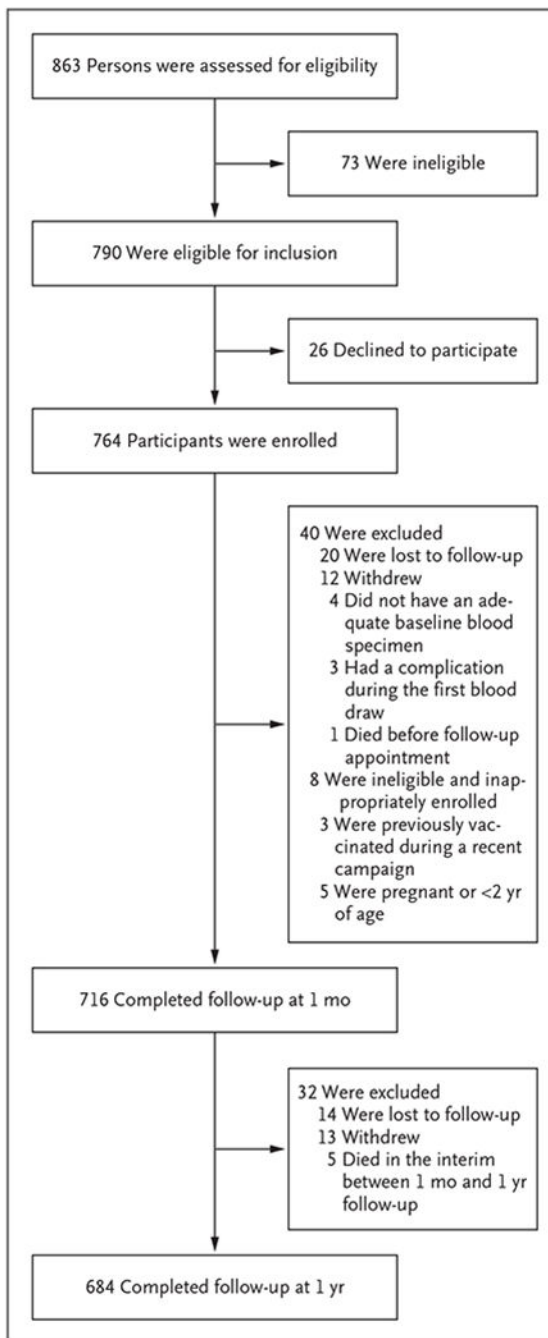 863 Persons were assessed for eligibility
73 Were ineligible
790 Were eligible for inclusion
26 Declined to participate
764 Participants were enrolled
40 Were excluded
20 Were lost to follow-up
12 Withdrew
4 Did not have an ade-
quate baseline blood
specimen
3 Had a complication
during the first blood
draw
1 Died before follow-up
appointment
8 Were ineligible and inap-
propriately enrolled
3 Were previously vac-
cinated during a recent
campaign
5 Were pregnant or <2 yr
of age
716 Completed follow-up at 1 mo
32 Were excluded
14 Were lost to follow-up
13 Withdrew
5 Died in the interim
between 1 mo and 1 yr
follow-up
684 Completed follow-up at 1 yr